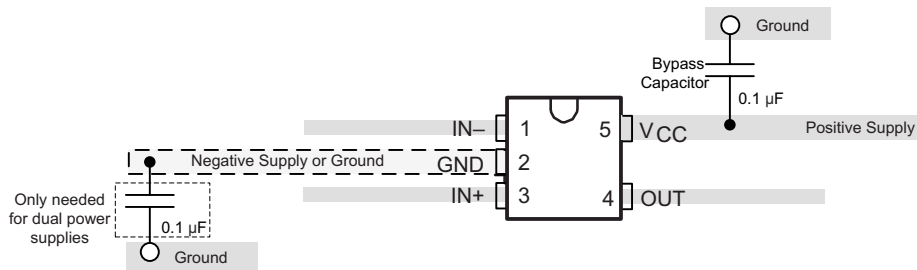 Ground
Bypass
Capacitor
0.1 μF
IN–
1
5
VCC
Positive Supply
Negative Supply or Ground
GND
2
IN+
3
4
OUT
Only needed
for dual power
supplies
0.1 μF
Ground